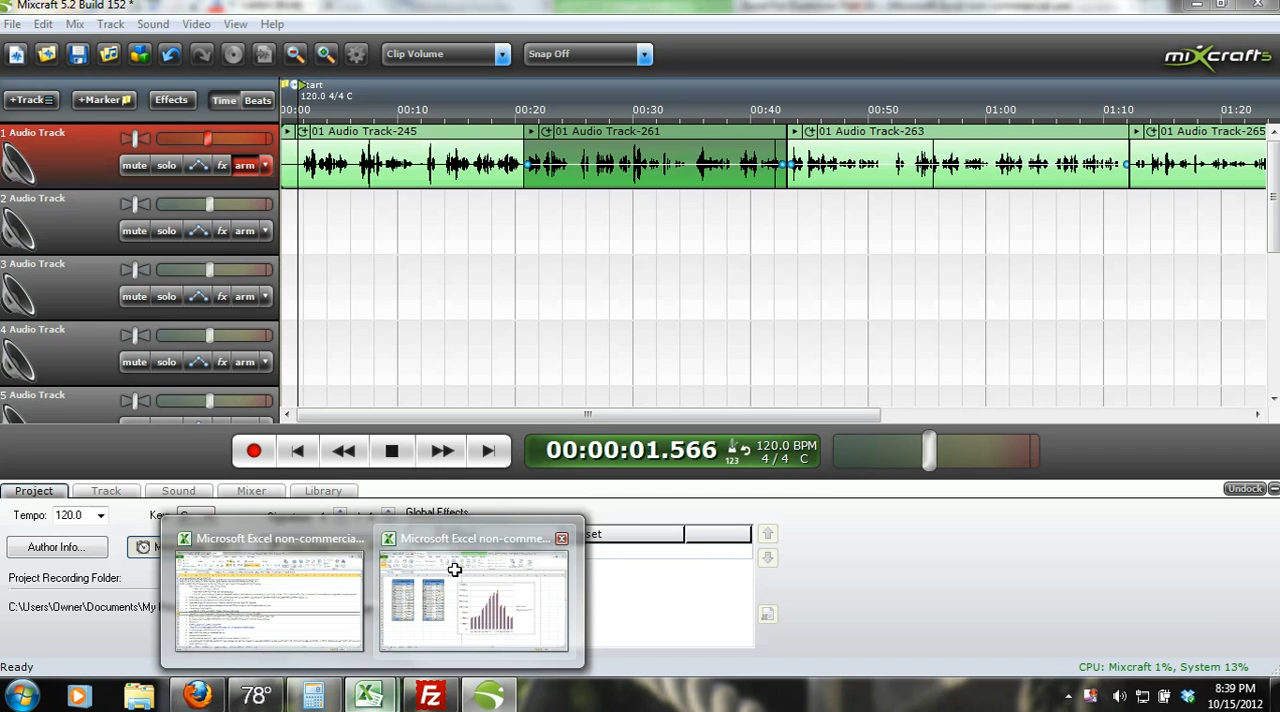 Mixcraft 5.2 Build 152 *
File Edit Mix Track Sound Video View Help
Clip Volume Snap Off mixcraft5
+Track +Marker Effects Time Beats
Start
120.0 4/4 C
00:00 00:10 00:20 00:30 00:40 00:50 01:00 01:10 01:20
1 Audio Track 01 Audio Track-245 01 Audio Track-261 01 Audio Track-263 01 Audio Track-265
mute solo fx arm
2 Audio Track
mute solo fx arm
3 Audio Track
mute solo fx arm
4 Audio Track
mute solo fx arm
5 Audio Track
00:00:01.566 123 120.0 BPM
4 / 4 C
Project Track Sound Mixer Library Undock
Tempo: 120.0 Global Effects
Microsoft Excel non-commercia... Microsoft Excel non-comme...
Author Info...
Project Recording Folder:
C:\Users\Owner\Documents\My
Ready CPU: Mixcraft 1%, System 13%
78° 8:39 PM
10/15/2012